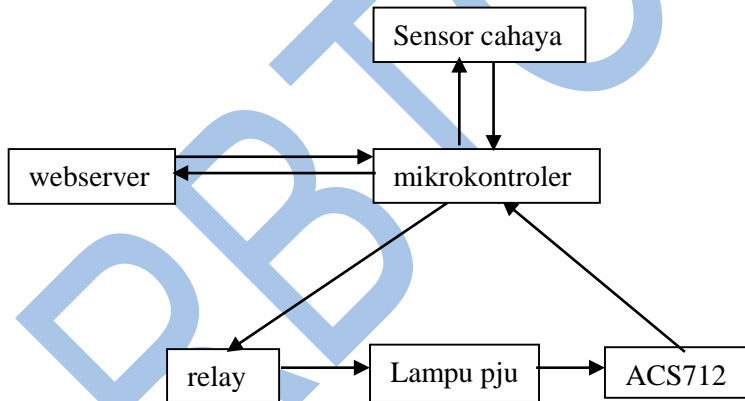 Sensor cahaya
webserver
mikrokontroler
relay
Lampu pju
ACS712